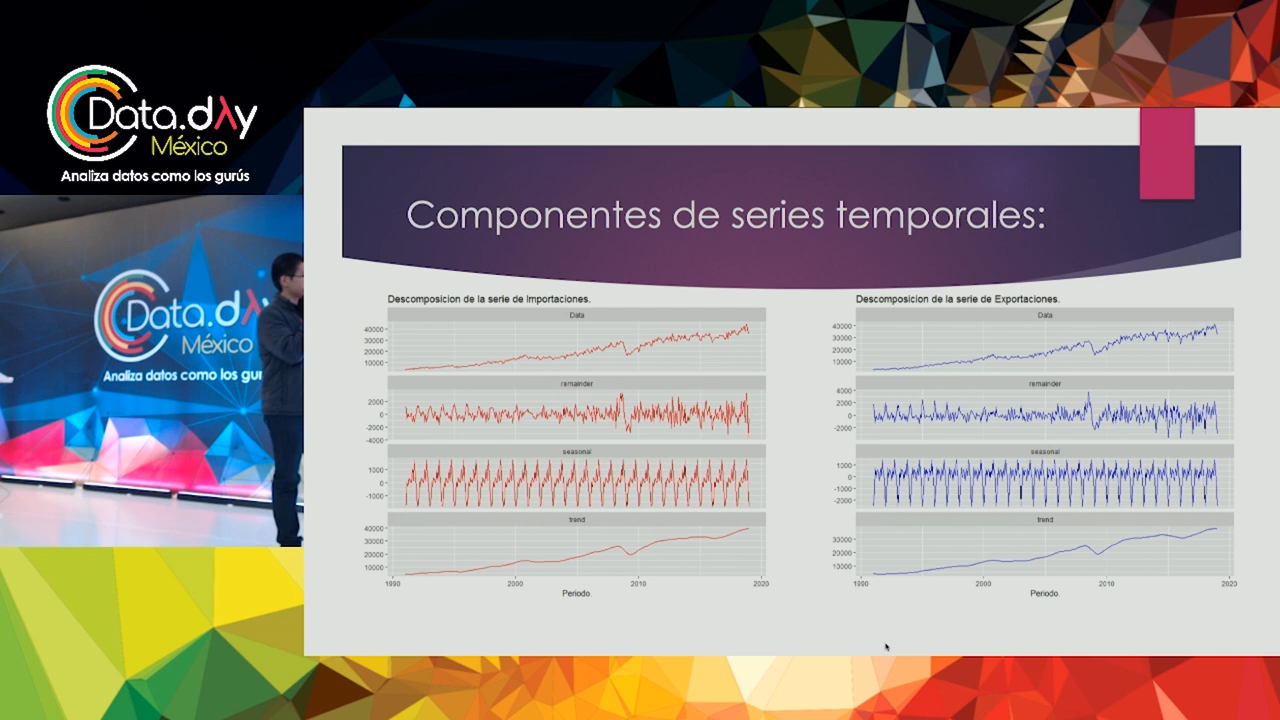 Data.dλy
México
Analiza datos como los gurús
Data.dλ
México
Analiza datos como los gur
Componentes de series temporales:
Descomposicion de la serie de Importaciones.
Data
40000
30000
20000
10000
remainder
2000
0
-2000
-4000
seasonal
1000
0
-1000
trend
40000
30000
20000
10000
1990
2000
2010
2020
Periodo.
Descomposicion de la serie de Exportaciones.
Data
40000
30000
20000
10000
remainder
4000
2000
0
-2000
seasonal
1000
0
-1000
-2000
trend
30000
20000
10000
1990
2000
2010
2020
Periodo.